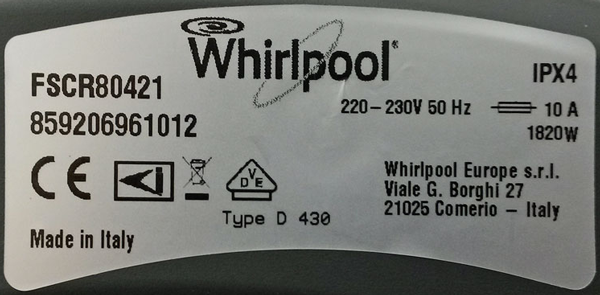 Whirlpool
FSCR80421
859206961012
IPX4
220–230V 50 Hz 10 A
1820W
CE
VDE
Type D 430
Whirlpool Europe s.r.l.
Viale G. Borghi 27
21025 Comerio – Italy
Made in Italy